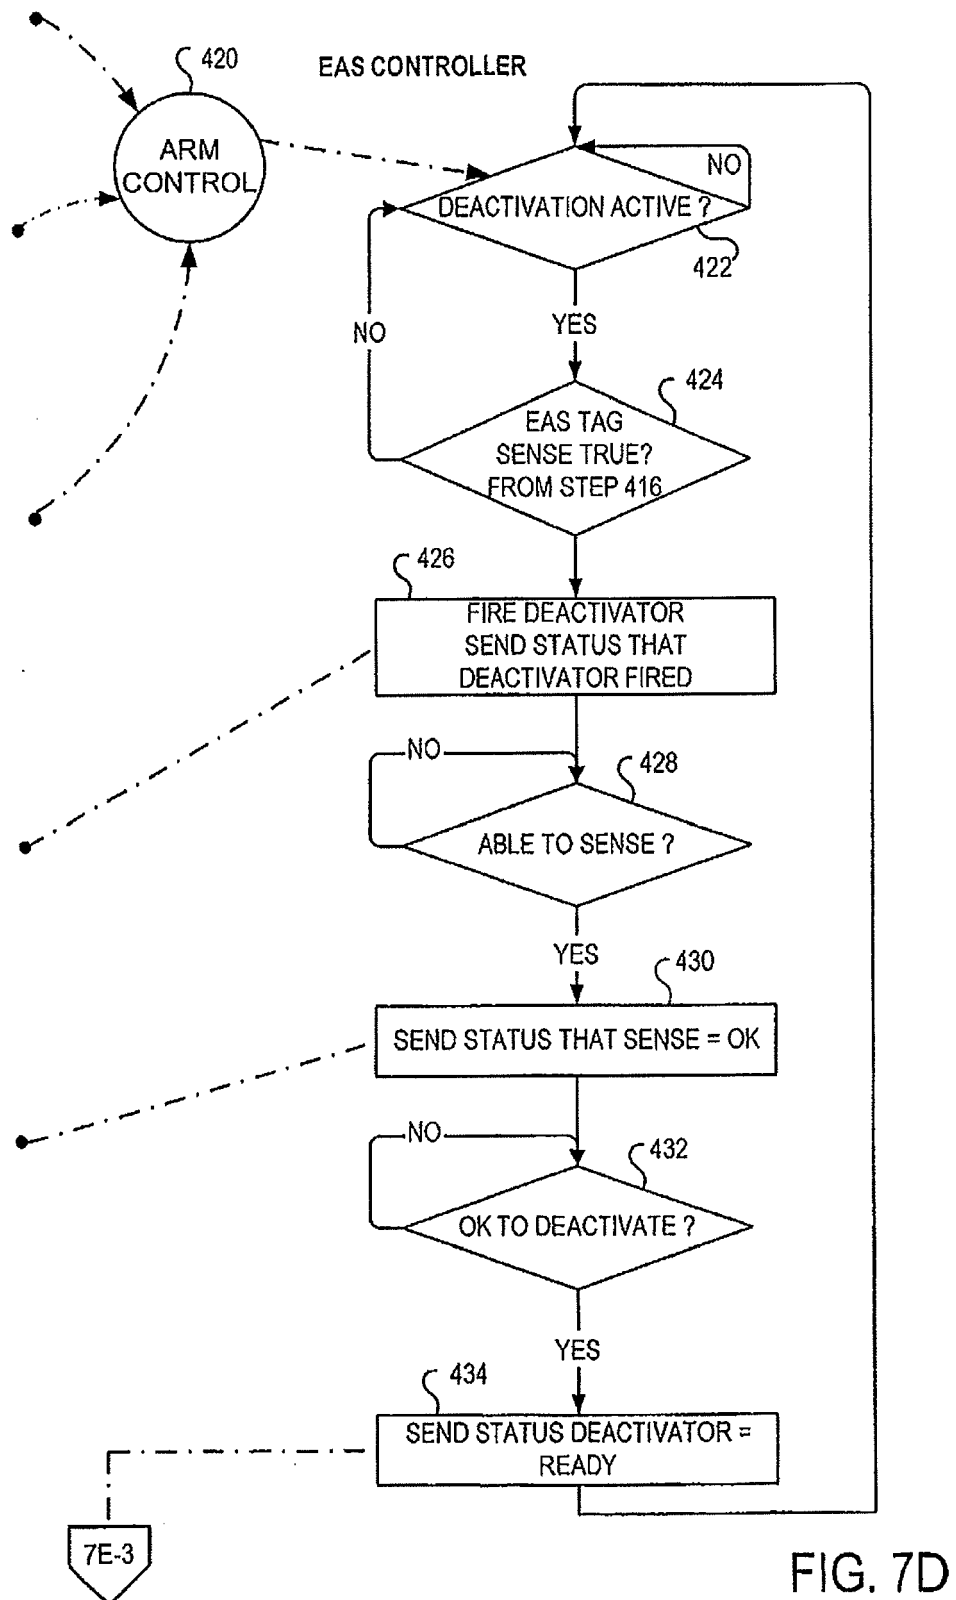 420
EAS CONTROLLER
ARM
CONTROL
NO
DEACTIVATION ACTIVE ?
422
NO
YES
424
EAS TAG
SENSE TRUE?
FROM STEP 416
426
FIRE DEACTIVATOR
SEND STATUS THAT
DEACTIVATOR FIRED
NO
428
ABLE TO SENSE ?
YES
430
SEND STATUS THAT SENSE = OK
NO
432
OK TO DEACTIVATE ?
YES
434
SEND STATUS DEACTIVATOR =
READY
7E-3
FIG. 7D